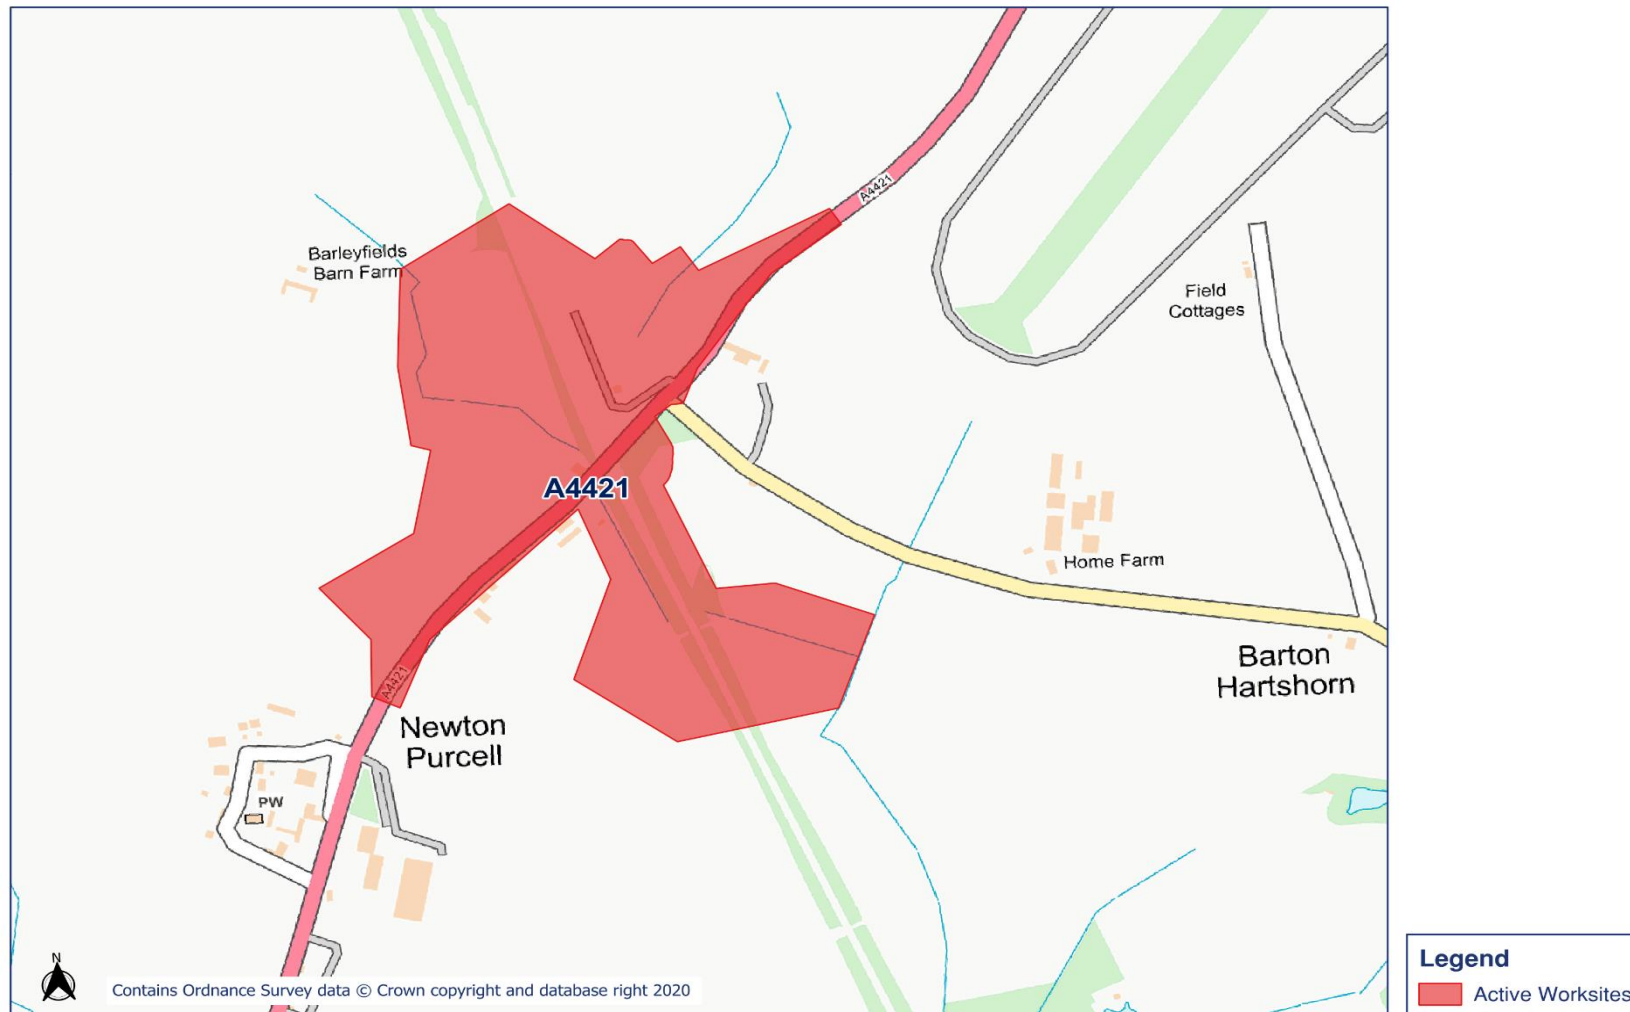 A4421
Barleyfields
Barn Farm
Field
Cottages
A4421
Home Farm
Barton
Hartshorn
A4421
Newton
Purcell
PW
N
Contains Ordnance Survey data © Crown copyright and database right 2020
Legend
Active Worksites